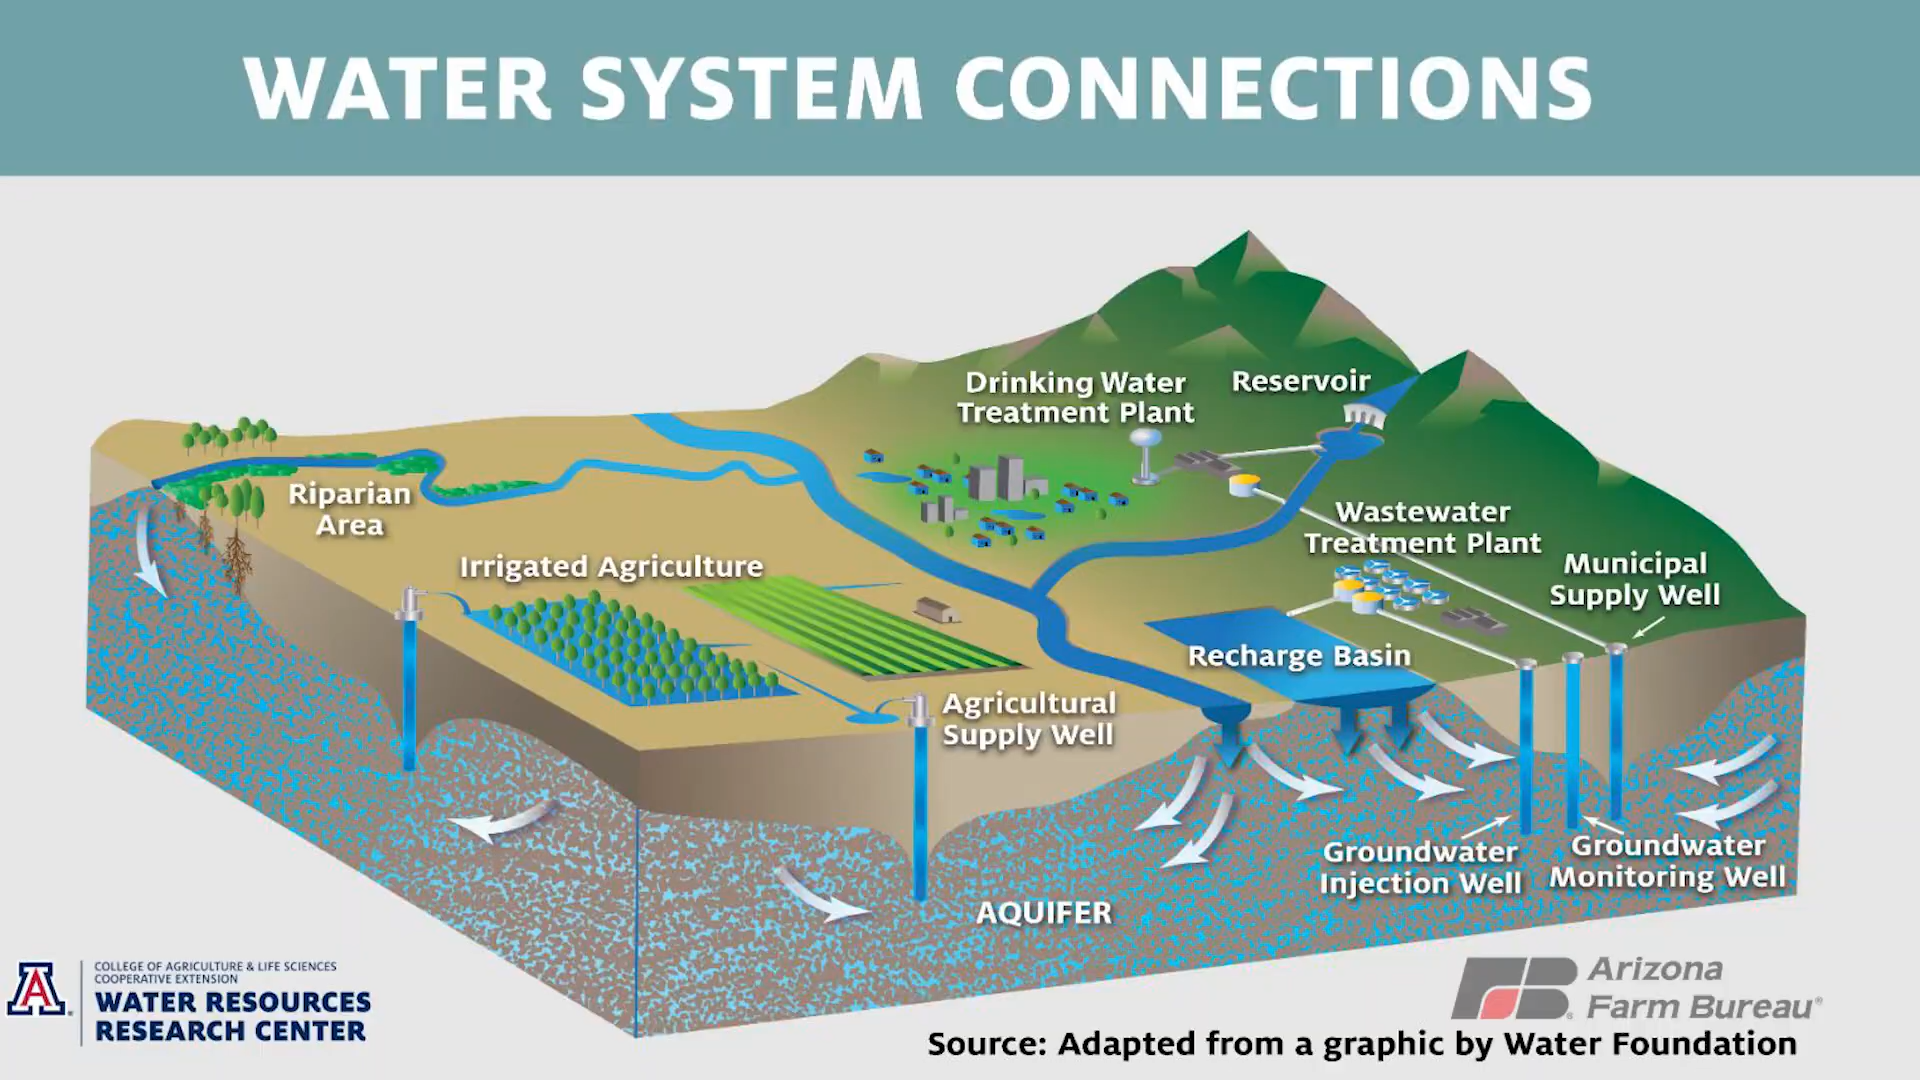 WATER SYSTEM CONNECTIONS
Drinking Water
Treatment Plant
Reservoir
Riparian
Area
Wastewater
Treatment Plant
Irrigated Agriculture
Municipal
Supply Well
Recharge Basin
Agricultural
Supply Well
Groundwater
Injection Well
Groundwater
Monitoring Well
AQUIFER
A
COLLEGE OF AGRICULTURE & LIFE SCIENCES
COOPERATIVE EXTENSION
WATER RESOURCES
RESEARCH CENTER
FB
Arizona
Farm Bureau®
Source: Adapted from a graphic by Water Foundation